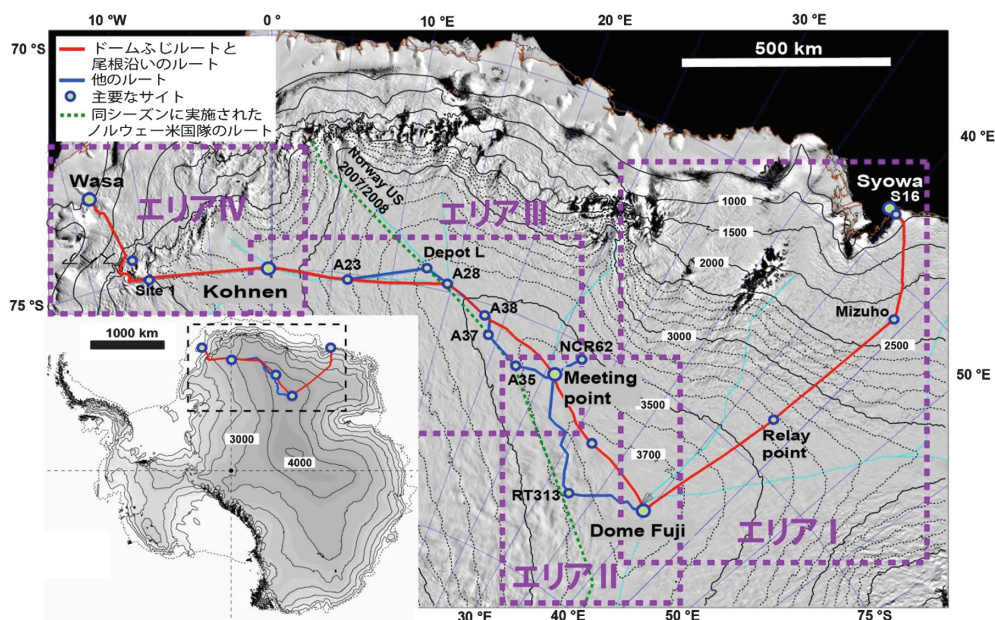 10°W
0°
10°E
20°E
30°E
70°S
ドームふじルートと
尾根沿いのルート
他のルート
主要なサイト
同シーズンに実施された
ノルウェー米国隊のルート
500 km
40°E
Wasa
エリアIV
Norway US
2007/2008
エリアIII
Syowa
S16
1000
1500
2000
Depot L
A23
A28
Site 1
Kohnen
75°S
A38
A37
Mizuho
3000
2500
NCR62
A35
Meeting
point
50°E
1000 km
3500
Relay
point
3700
3000
4000
RT313
Dome Fuji
エリア I
エリア II
40°E
30°E
50°E
75°S